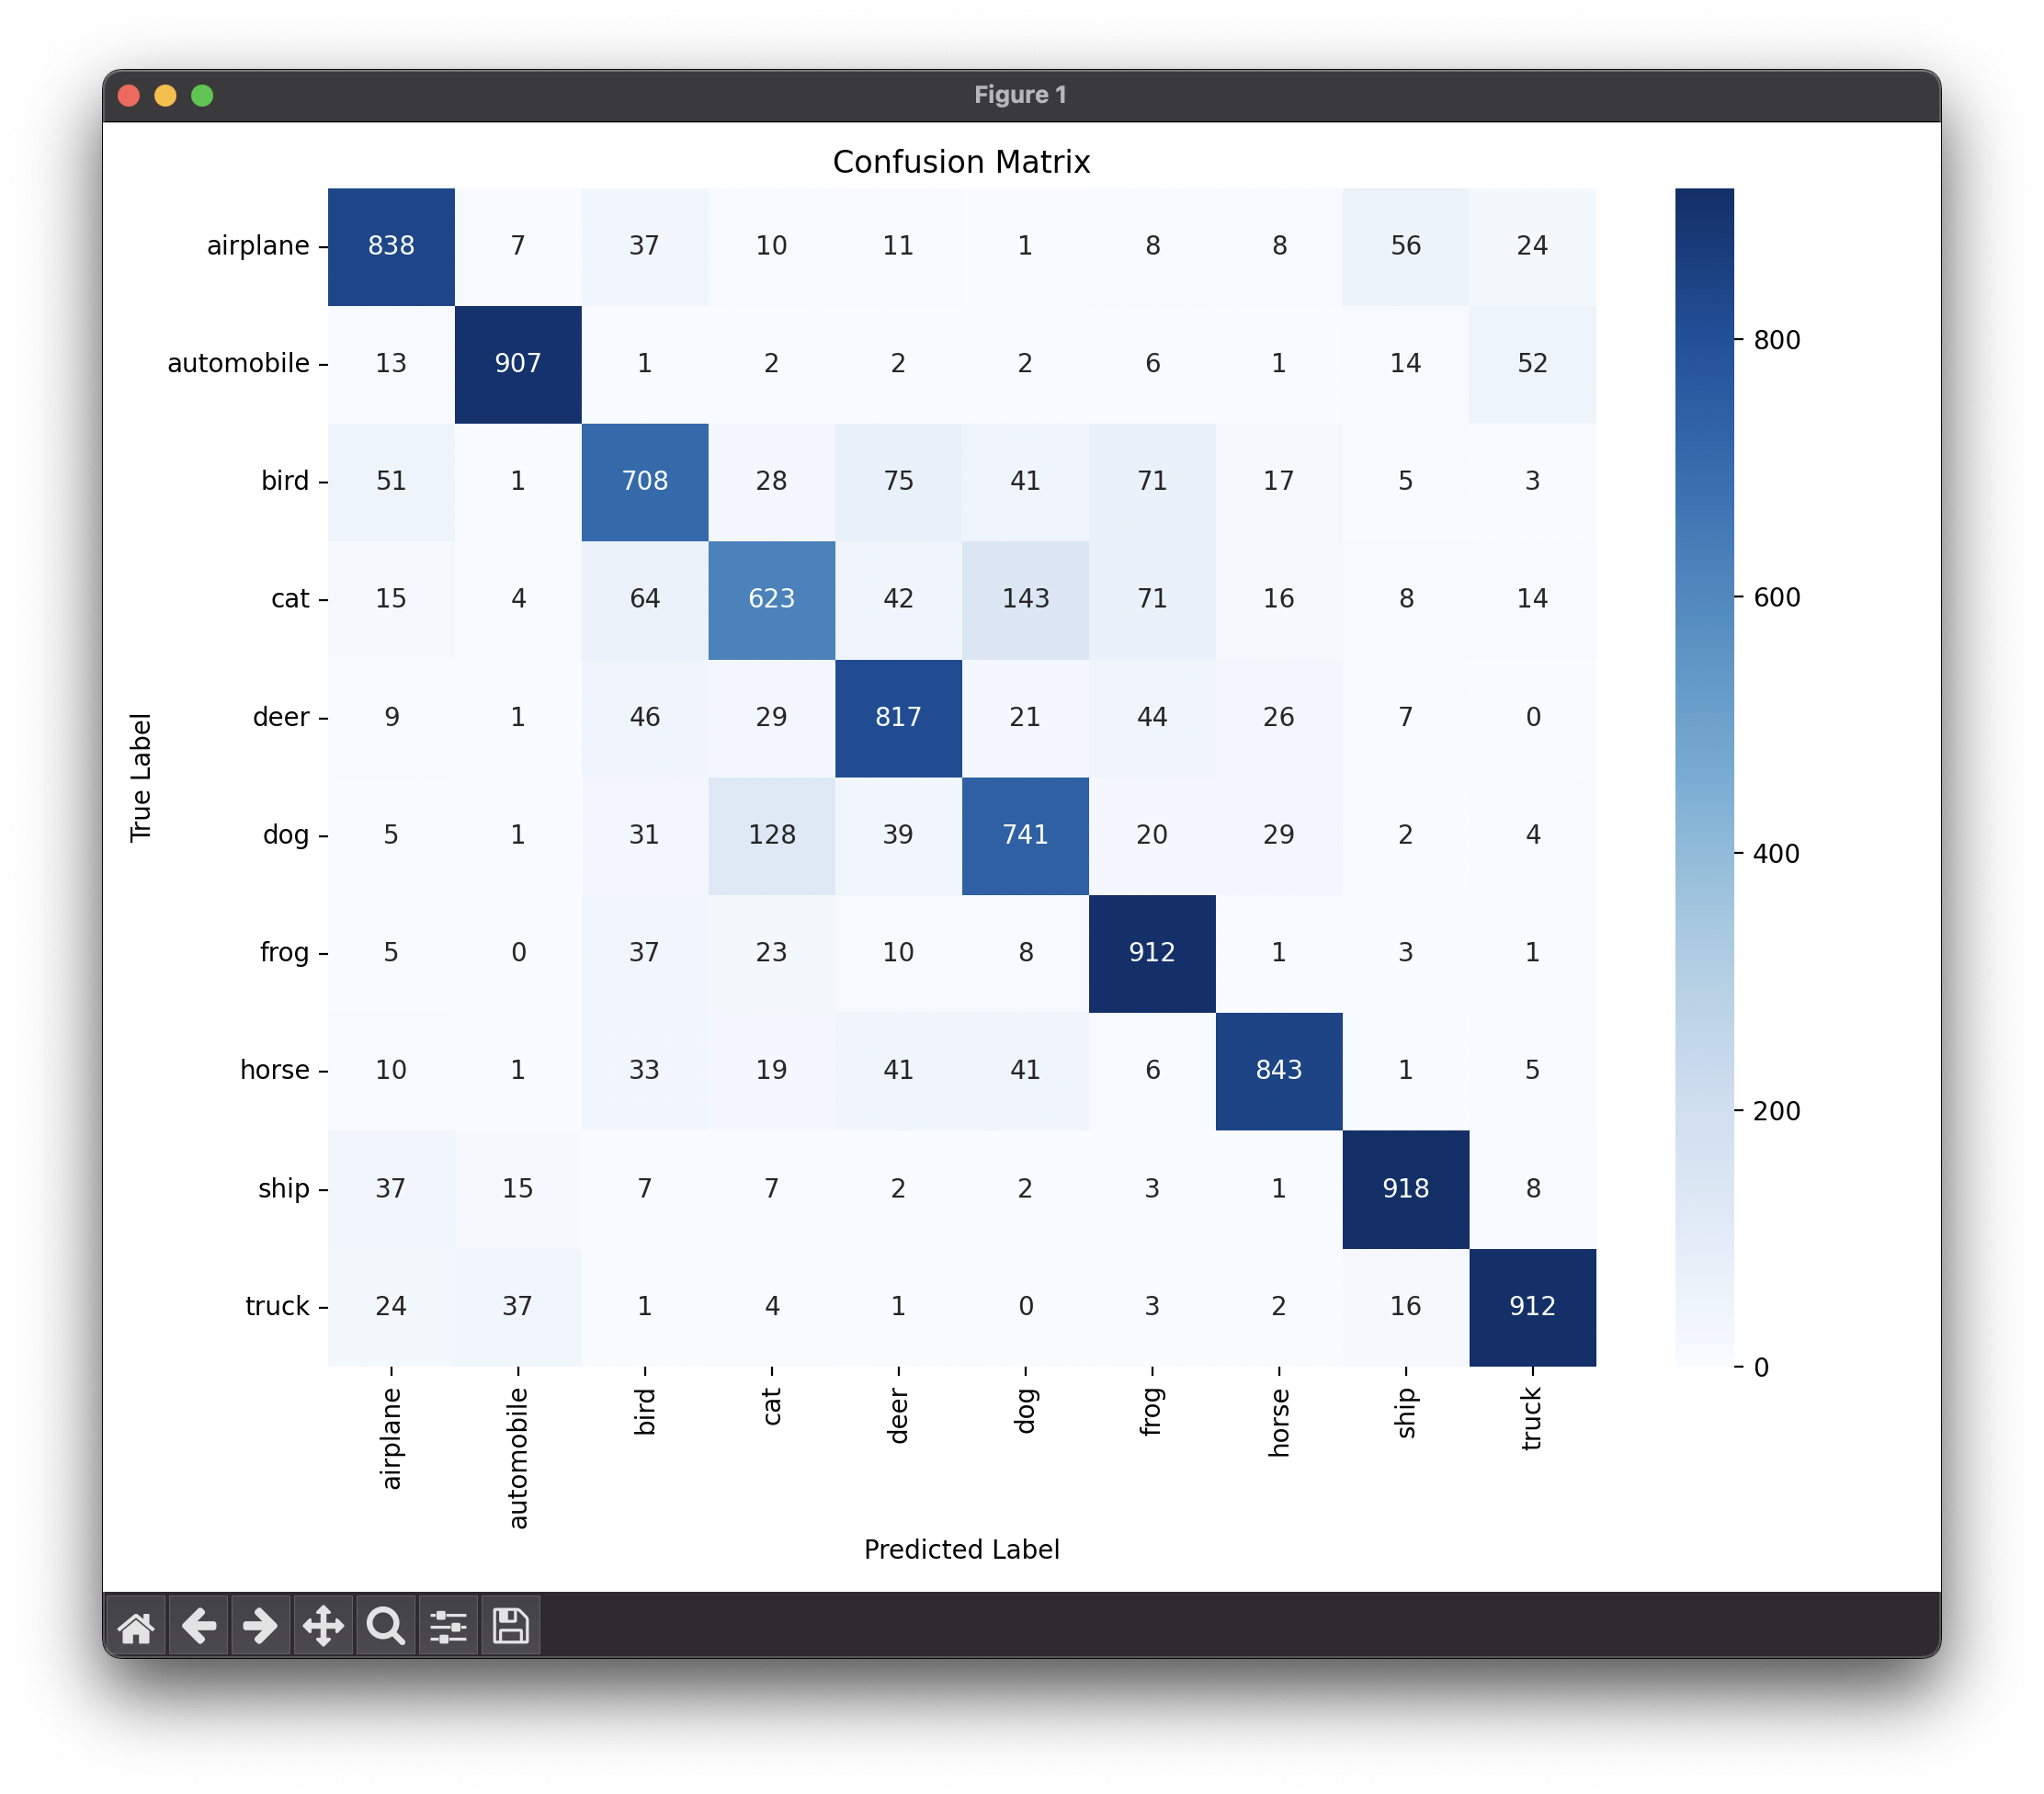 Figure 1
Confusion Matrix
airplane 838 7 37 10 11 1 8 8 56 24
automobile 13 907 1 2 2 2 6 1 14 52
bird 51 1 708 28 75 41 71 17 5 3
cat 15 4 64 623 42 143 71 16 8 14
deer 9 1 46 29 817 21 44 26 7 0
dog 5 1 31 128 39 741 20 29 2 4
frog 5 0 37 23 10 8 912 1 3 1
horse 10 1 33 19 41 41 6 843 1 5
ship 37 15 7 7 2 2 3 1 918 8
truck 24 37 1 4 1 0 3 2 16 912
True Label
airplane automobile bird cat deer dog frog horse ship truck
Predicted Label
800
600
400
200
0